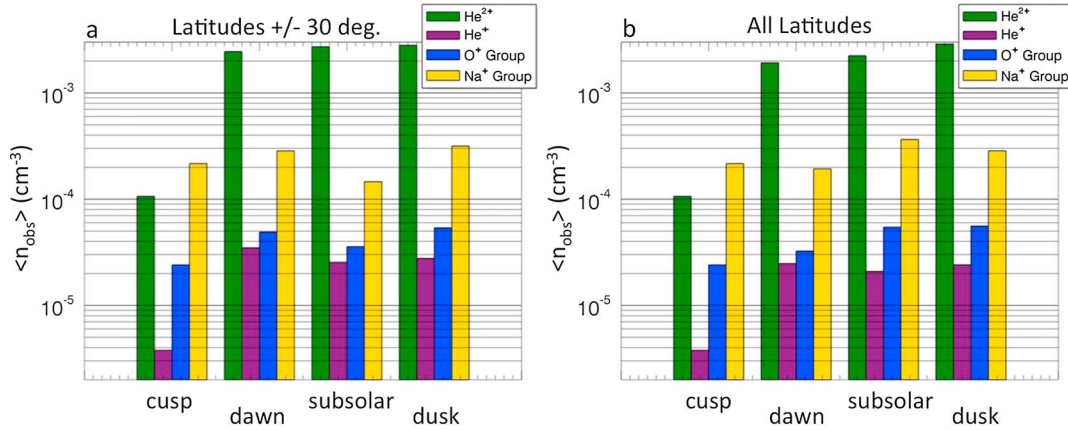 a
Latitudes +/- 30 deg.
He²⁺
He⁺
O⁺ Group
Na⁺ Group
<n_obs> (cm⁻³)
10⁻³
10⁻⁴
10⁻⁵
cusp
dawn
subsolar
dusk
b
All Latitudes
He²⁺
He⁺
O⁺ Group
Na⁺ Group
<n_obs> (cm⁻³)
10⁻³
10⁻⁴
10⁻⁵
cusp
dawn
subsolar
dusk